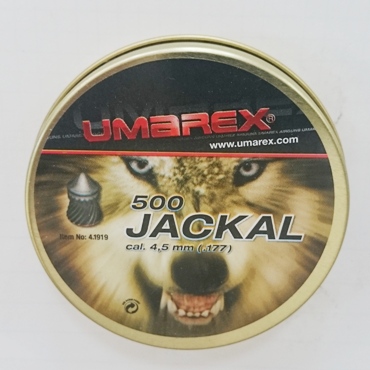 UMAREX®
www.umarex.com
500
JACKAL
cal. 4,5 mm (.177)
Item No: 4.1919